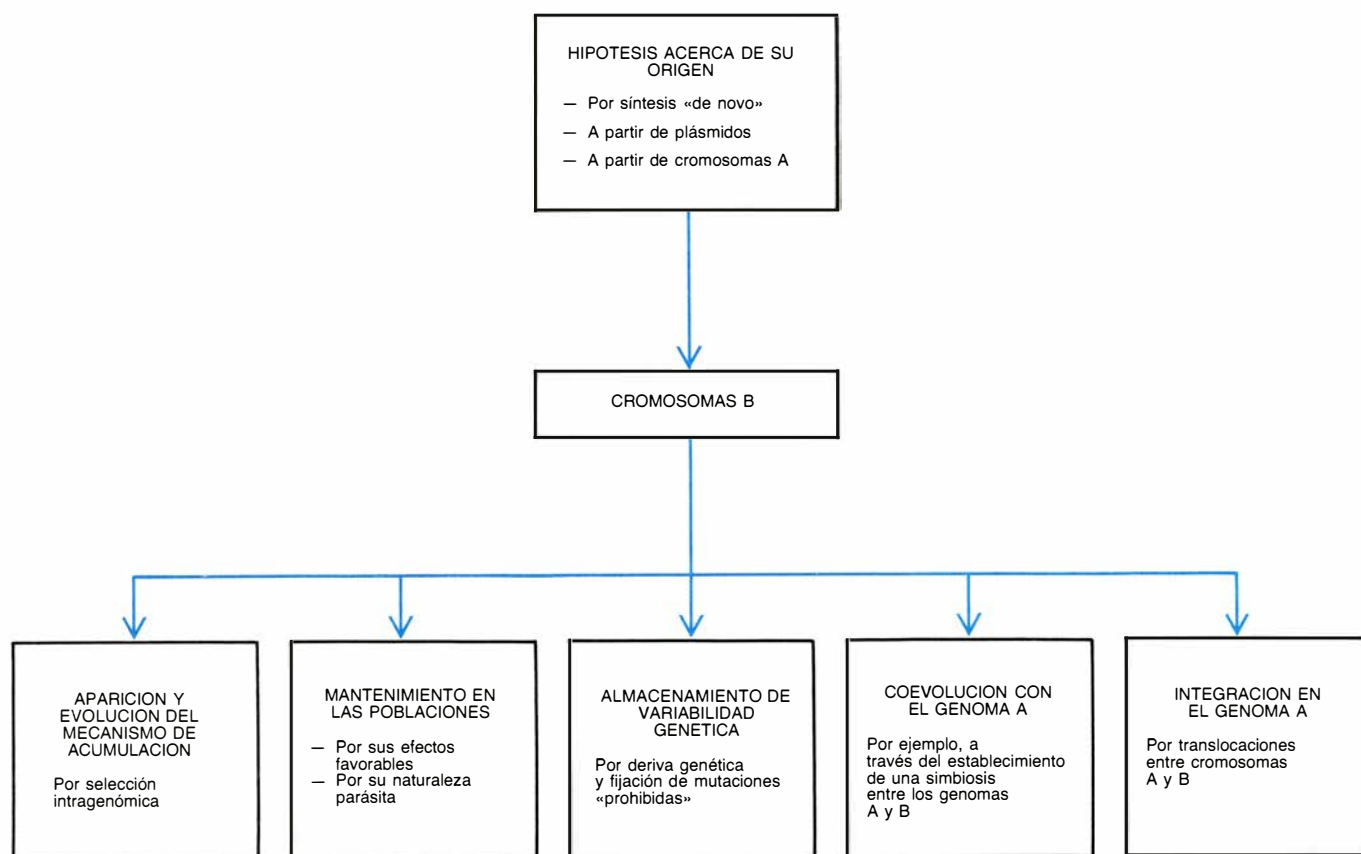 HIPOTESIS ACERCA DE SU
ORIGEN
— Por síntesis «de novo»
— A partir de plásmidos
— A partir de cromosomas A
CROMOSOMAS B
APARICION Y
EVOLUCION DEL
MECANISMO DE
ACUMULACION
Por selección
intragenómica
MANTENIMIENTO EN
LAS POBLACIONES
— Por sus efectos
favorables
— Por su naturaleza
parásita
ALMACENAMIENTO DE
VARIABILIDAD
GENETICA
Por deriva genética
y fijación de mutaciones
«prohibidas»
COEVOLUCION CON
EL GENOMA A
Por ejemplo, a
través del establecimiento
de una simbiosis
entre los genomas
A y B
INTEGRACION EN
EL GENOMA A
Por translocaciones
entre cromosomas
A y B